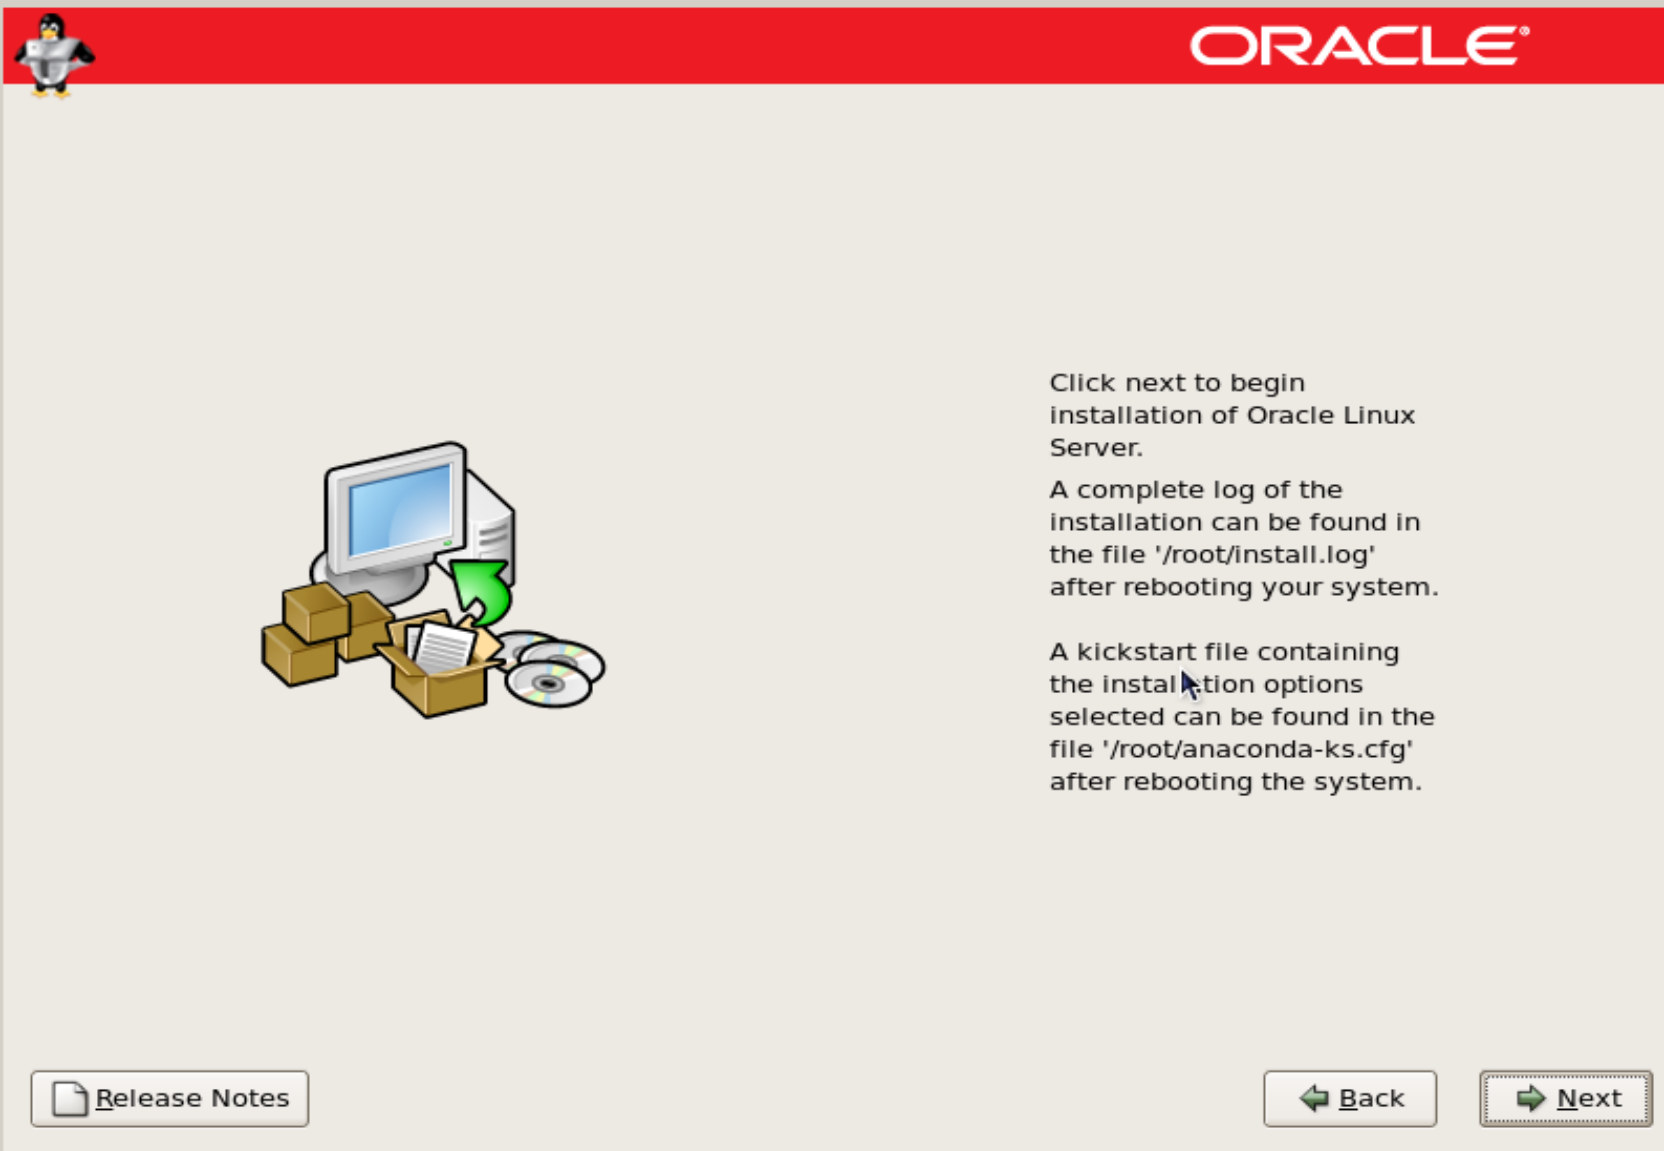 ORACLE®
Click next to begin
installation of Oracle Linux
Server.
A complete log of the
installation can be found in
the file '/root/install.log'
after rebooting your system.
A kickstart file containing
the installation options
selected can be found in the
file '/root/anaconda-ks.cfg'
after rebooting the system.
Release Notes
Back
Next